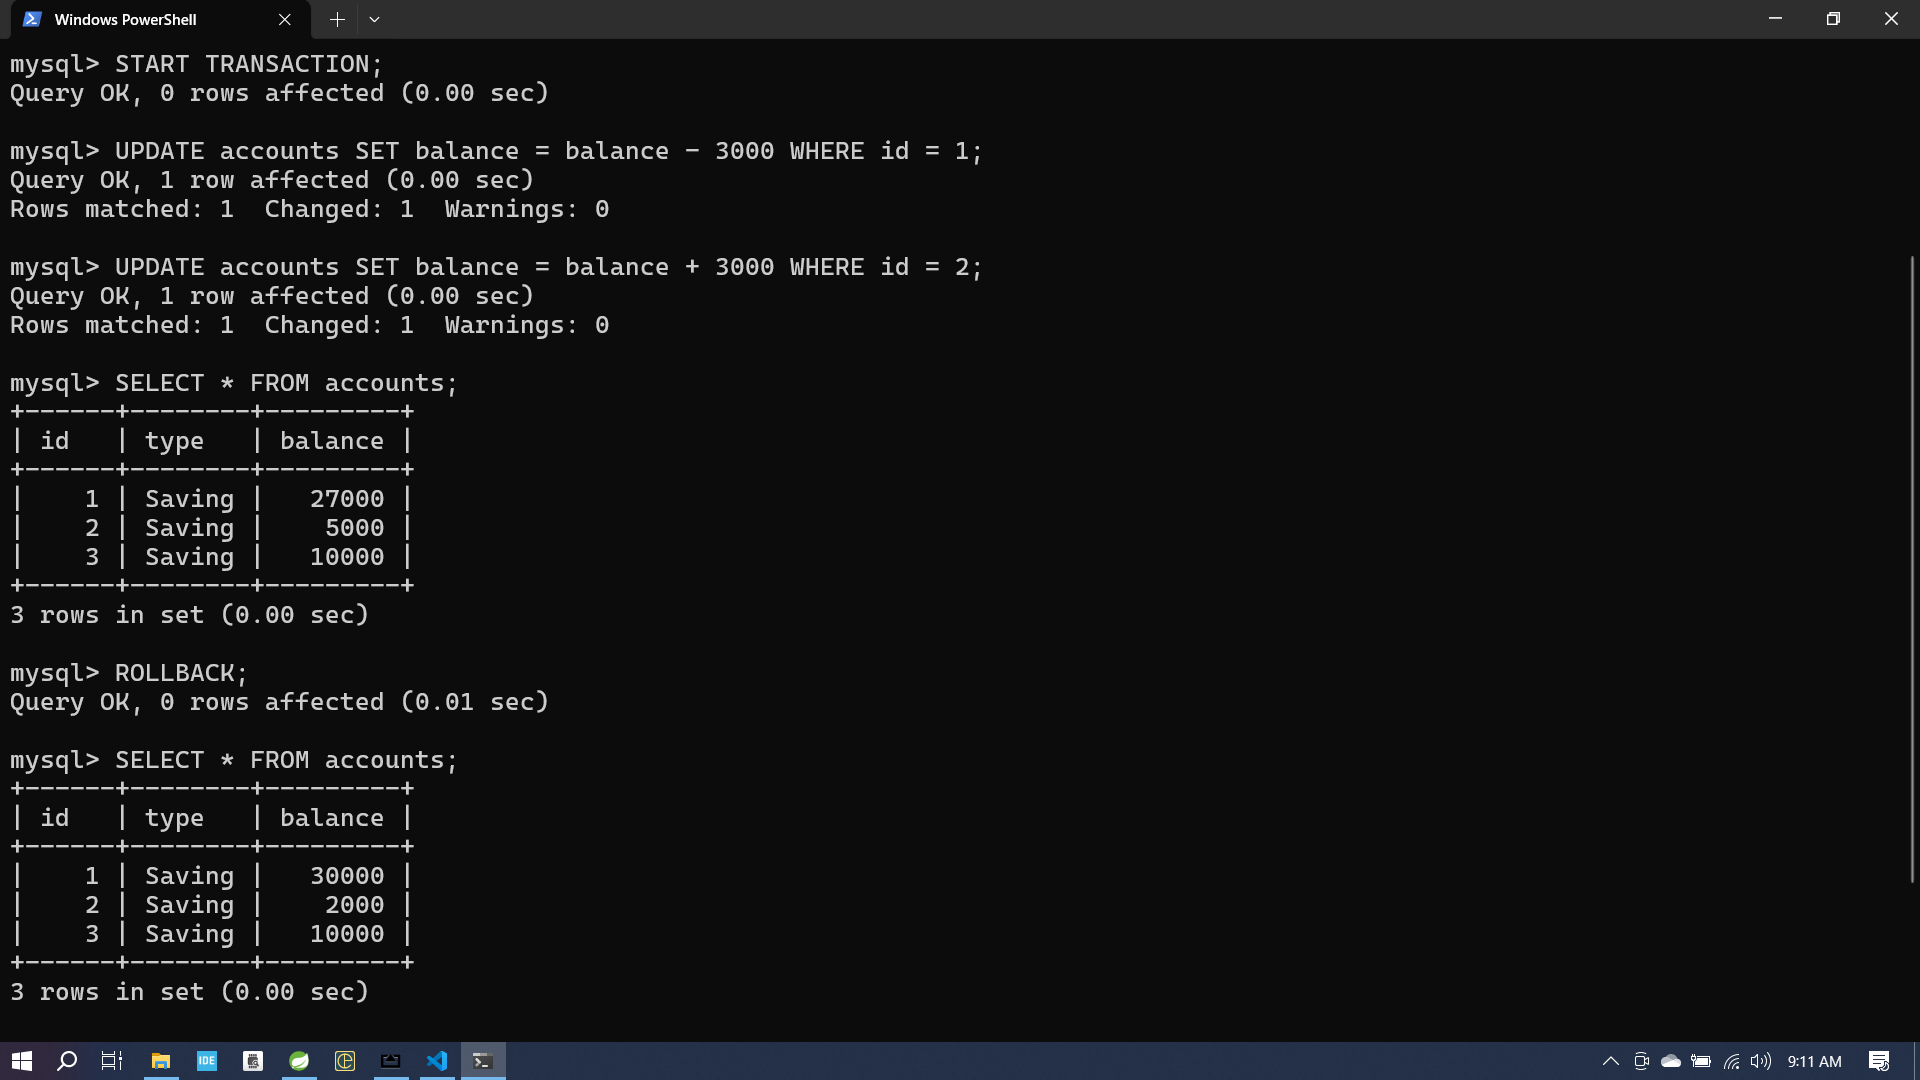 Windows PowerShell
mysql> START TRANSACTION;
Query OK, 0 rows affected (0.00 sec)
mysql> UPDATE accounts SET balance = balance - 3000 WHERE id = 1;
Query OK, 1 row affected (0.00 sec)
Rows matched: 1  Changed: 1  Warnings: 0
mysql> UPDATE accounts SET balance = balance + 3000 WHERE id = 2;
Query OK, 1 row affected (0.00 sec)
Rows matched: 1  Changed: 1  Warnings: 0
mysql> SELECT * FROM accounts;
+------+--------+---------+
| id   | type   | balance |
+------+--------+---------+
|    1 | Saving |   27000 |
|    2 | Saving |    5000 |
|    3 | Saving |   10000 |
+------+--------+---------+
3 rows in set (0.00 sec)
mysql> ROLLBACK;
Query OK, 0 rows affected (0.01 sec)
mysql> SELECT * FROM accounts;
+------+--------+---------+
| id   | type   | balance |
+------+--------+---------+
|    1 | Saving |   30000 |
|    2 | Saving |    2000 |
|    3 | Saving |   10000 |
+------+--------+---------+
3 rows in set (0.00 sec)
IDE
9:11 AM